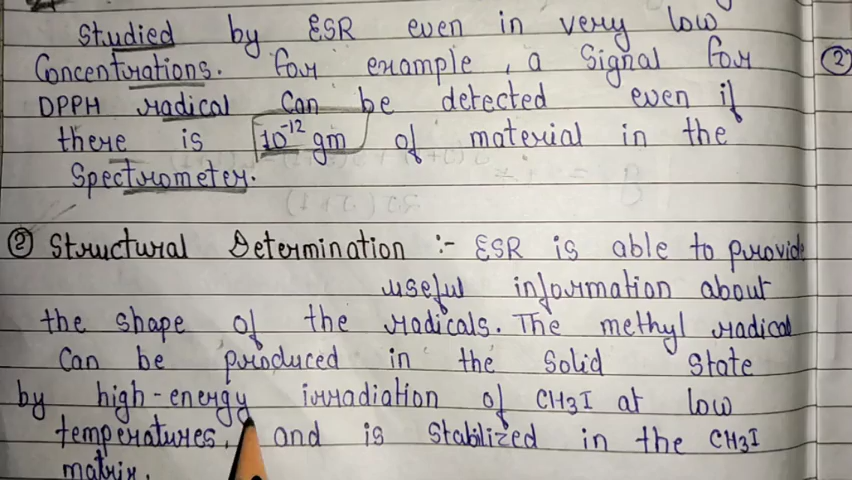 Studied by ESR even in very low
Concentrations. for example, a Signal for
DPPH radical Can be detected even if
there is 10⁻¹² gm of material in the
Spectrometer.
② Structural Determination :- ESR is able to provide
useful information about
the shape of the radicals. The methyl radical
Can be produced in the Solid State
by high-energy irradiation of CH3I at low
temperatures, and is stabilized in the CH3I
matrix.
②